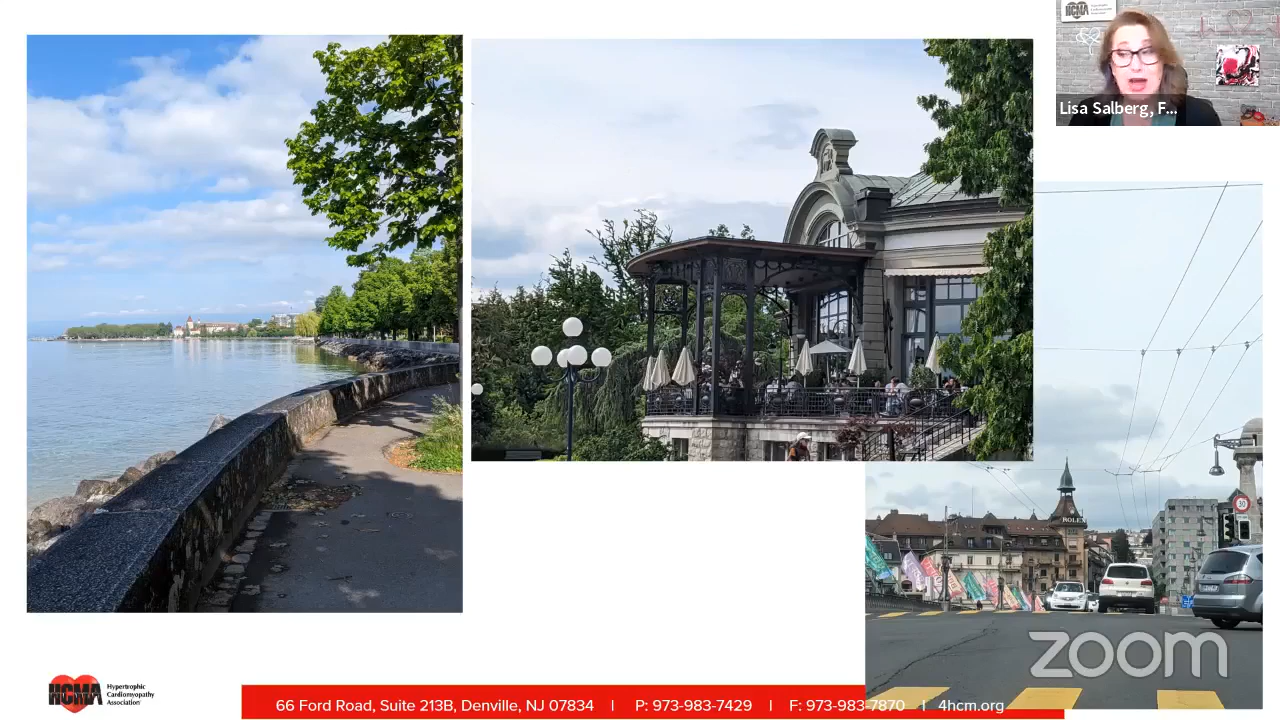 HCMA
Lisa Salberg, F...
ROLEX
30
zoom
HCMA Hypertrophic
Cardiomyopathy
Association
66 Ford Road, Suite 213B, Denville, NJ 07834 | P: 973-983-7429 | F: 973-983-7870 | 4hcm.org